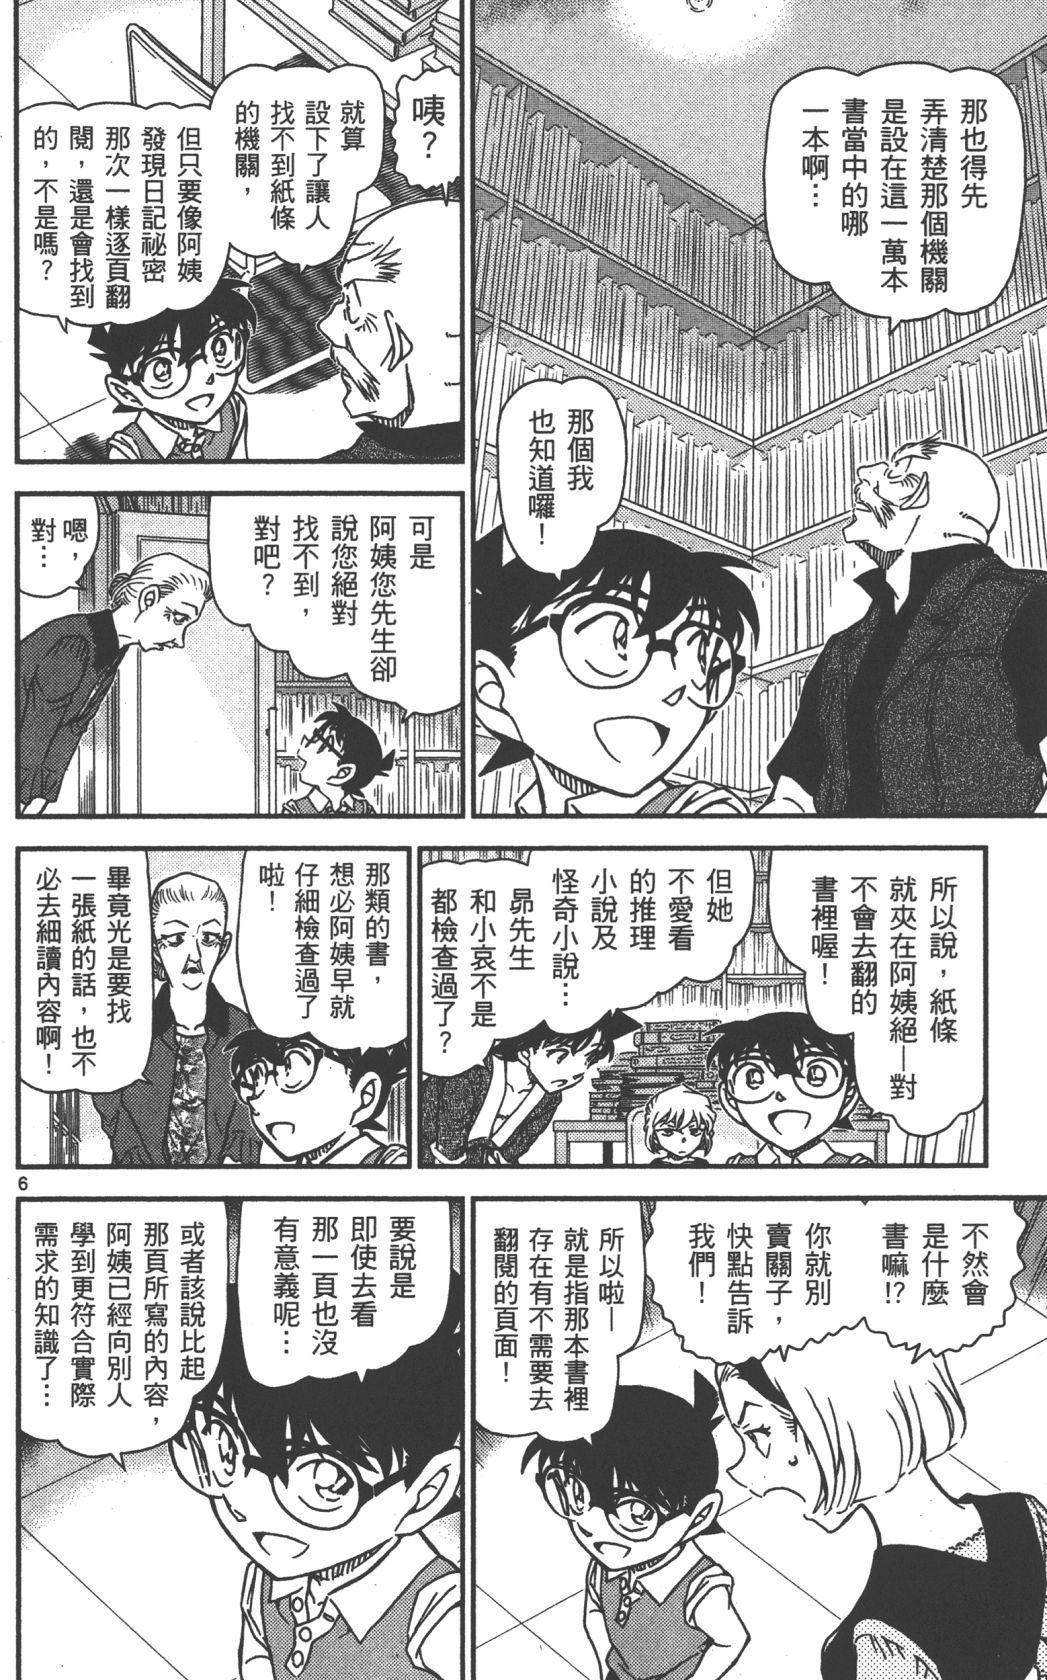 那也得先
弄清楚那個機關
是設在這一萬本
書當中的哪
一本啊…
那個我
也知道囉！
咦？
就算
設下了讓人
找不到紙條
的機關，
但只要像阿姨
發現日記祕密
那次一樣逐頁翻
閱，還是會找到
的，不是嗎？
可是
阿姨您先生卻
說您絕對
找不到，
對吧？
嗯，
對…
所以說，紙條
就夾在阿姨絕—對
不會去翻的
書裡喔！
但她
不愛看
的推理
小說及
怪奇小說…
昴先生
和小哀不是
都檢查過了？
那類的書，
想必阿姨早就
仔細檢查過了
啦！
畢竟光是要找
一張紙的話，也不
必去細讀內容啊！
6
不然會
是什麼
書嘛!?
你就別
賣關子，
快點告訴
我們！
所以啦—
就是指那本書裡
存在有不需要去
翻閱的頁面！
要說是
即使去看
那一頁也沒
有意義呢…
或者該說比起
那頁所寫的內容，
阿姨已經向別人
學到更符合實際
需求的知識了…